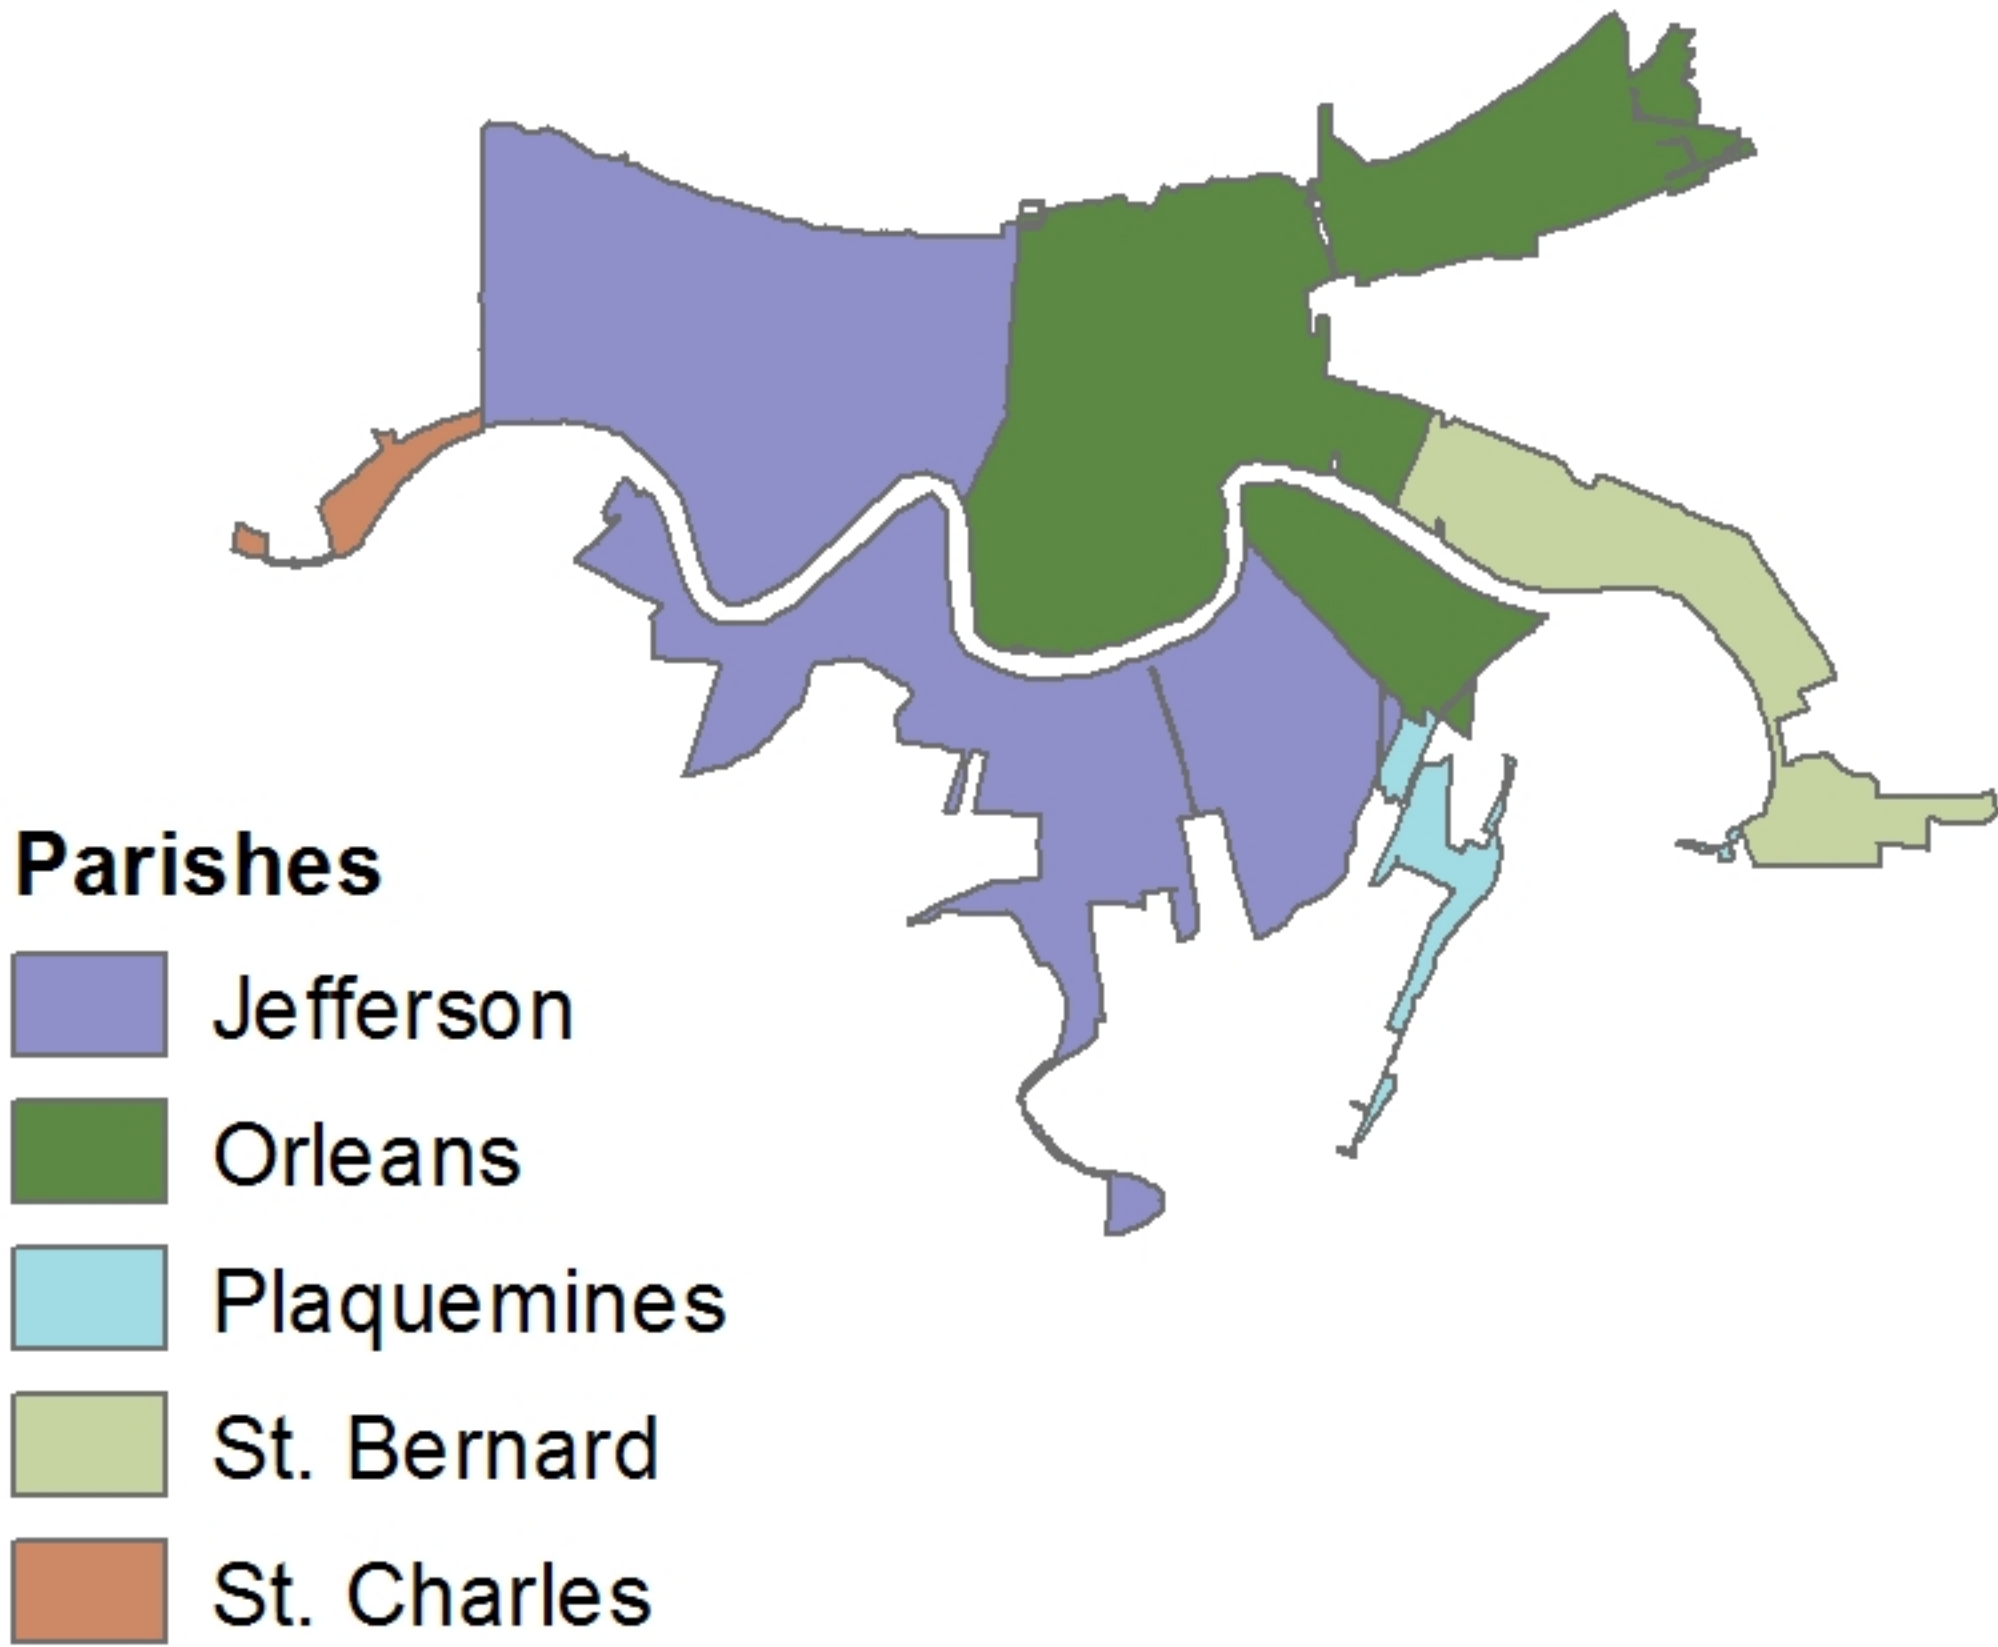 Parishes
Jefferson
Orleans
Plaquemines
St. Bernard
St. Charles